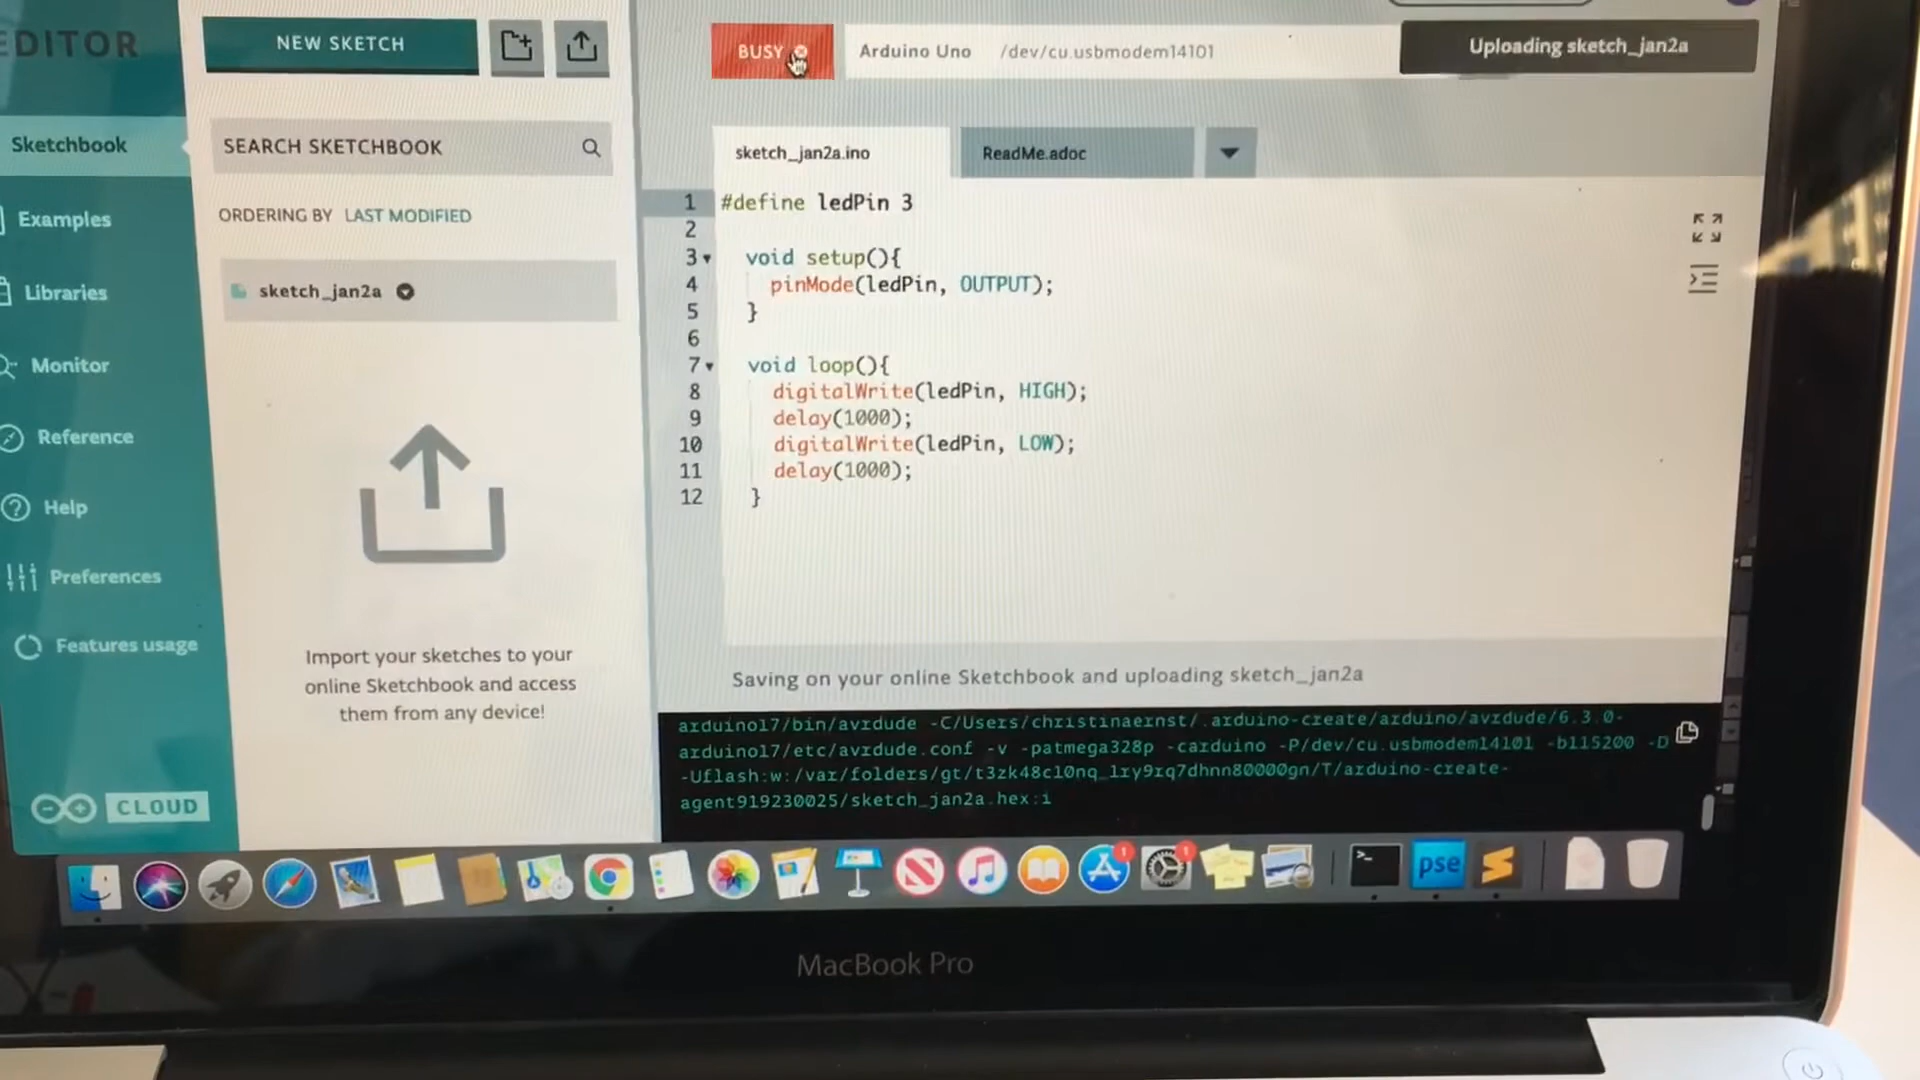 EDITOR
NEW SKETCH
BUSY
Arduino Uno /dev/cu.usbmodem14101
Uploading sketch_jan2a
Sketchbook
Examples
Libraries
Monitor
Reference
Help
Preferences
Features usage
CLOUD
SEARCH SKETCHBOOK
ORDERING BY LAST MODIFIED
sketch_jan2a
Import your sketches to your
online Sketchbook and access
them from any device!
sketch_jan2a.ino
ReadMe.adoc
1 #define ledPin 3
2
3 void setup(){
4 pinMode(ledPin, OUTPUT);
5 }
6
7 void loop(){
8 digitalWrite(ledPin, HIGH);
9 delay(1000);
10 digitalWrite(ledPin, LOW);
11 delay(1000);
12 }
Saving on your online Sketchbook and uploading sketch_jan2a
arduino17/bin/avrdude -C/Users/christinaernst/.arduino-create/arduino/avrdude/6.3.0-
arduino17/etc/avrdude.conf -v -patmega328p -carduino -P/dev/cu.usbmodem14101 -b115200 -D
-Uflash:w:/var/folders/gt/t3zk48c10nq_lry9rq7dhnn80000gn/T/arduino-create-
agent919230025/sketch_jan2a.hex:i
1
1
>_
pse
MacBook Pro